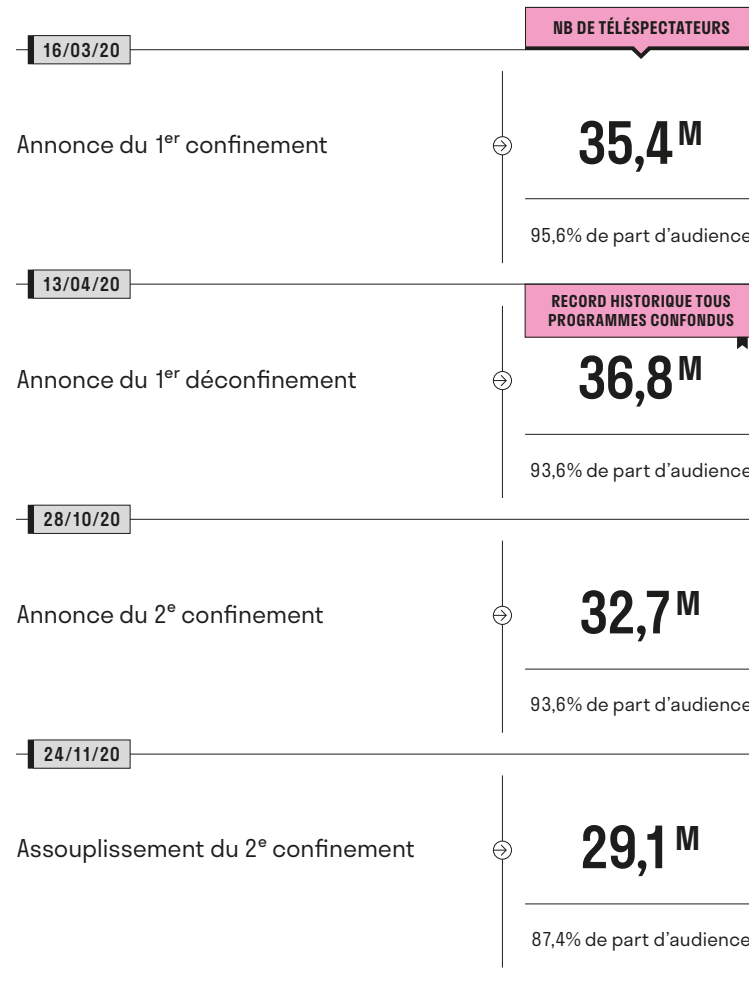 NB DE TÉLÉSPECTATEURS
16/03/20
Annonce du 1er confinement
35,4 M
95,6% de part d’audience
13/04/20
RECORD HISTORIQUE TOUS
PROGRAMMES CONFONDUS
Annonce du 1er déconfinement
36,8 M
93,6% de part d’audience
28/10/20
Annonce du 2e confinement
32,7 M
93,6% de part d’audience
24/11/20
Assouplissement du 2e confinement
29,1 M
87,4% de part d’audience